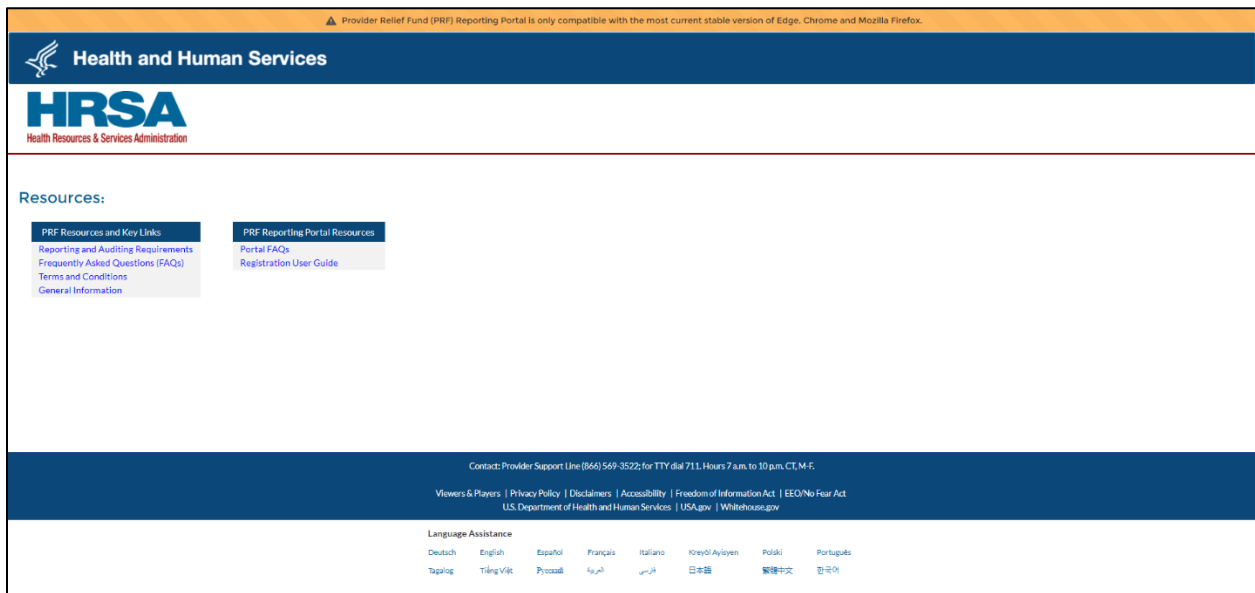 Provider Relief Fund (PRF) Reporting Portal is only compatible with the most current stable version of Edge, Chrome and Mozilla Firefox.
Health and Human Services
HRSA
Health Resources & Services Administration
Resources:
PRF Resources and Key Links
Reporting and Auditing Requirements
Frequently Asked Questions (FAQs)
Terms and Conditions
General Information
PRF Reporting Portal Resources
Portal FAQs
Registration User Guide
Contact: Provider Support Line (866) 569-3522; for TTY dial 711. Hours 7 a.m. to 10 p.m. CT, M-F.
Viewers & Players | Privacy Policy | Disclaimers | Accessibility | Freedom of Information Act | EEO/No Fear Act
U.S. Department of Health and Human Services | USA.gov | Whitehouse.gov
Language Assistance
Deutsch English Español Français Italiano Kreyòl Ayisyen Polski Português
Tagalog Tiếng Việt Русский العربية فارسی 日本語 繁體中文 한국어